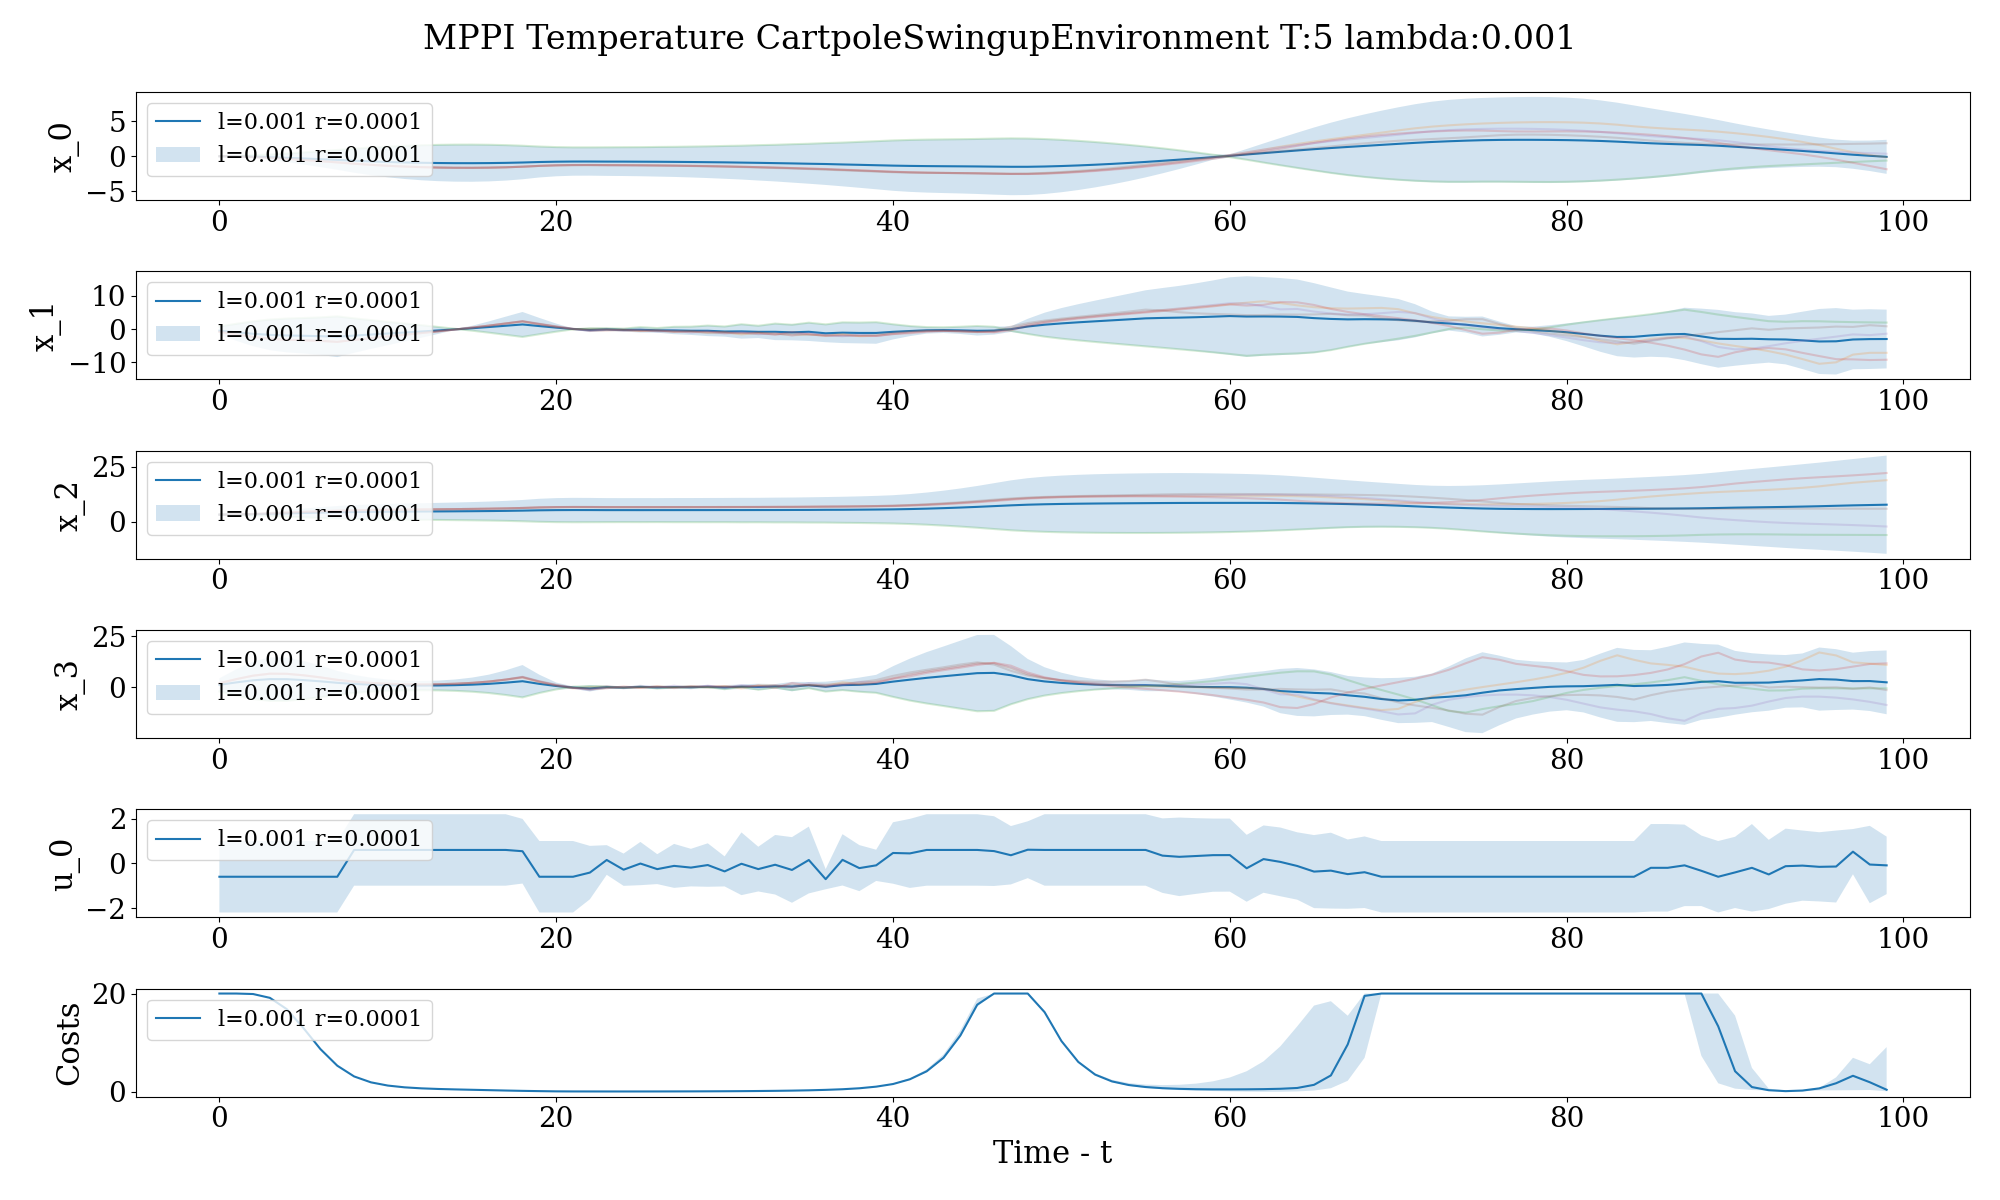 MPPI Temperature CartpoleSwingupEnvironment T:5 lambda:0.001
x_0
5
0
−5
l=0.001 r=0.0001
l=0.001 r=0.0001
0 20 40 60 80 100
x_1
10
0
−10
l=0.001 r=0.0001
l=0.001 r=0.0001
0 20 40 60 80 100
x_2
25
0
l=0.001 r=0.0001
l=0.001 r=0.0001
0 20 40 60 80 100
x_3
25
0
l=0.001 r=0.0001
l=0.001 r=0.0001
0 20 40 60 80 100
u_0
2
0
−2
l=0.001 r=0.0001
0 20 40 60 80 100
Costs
20
0
l=0.001 r=0.0001
0 20 40 60 80 100
Time - t